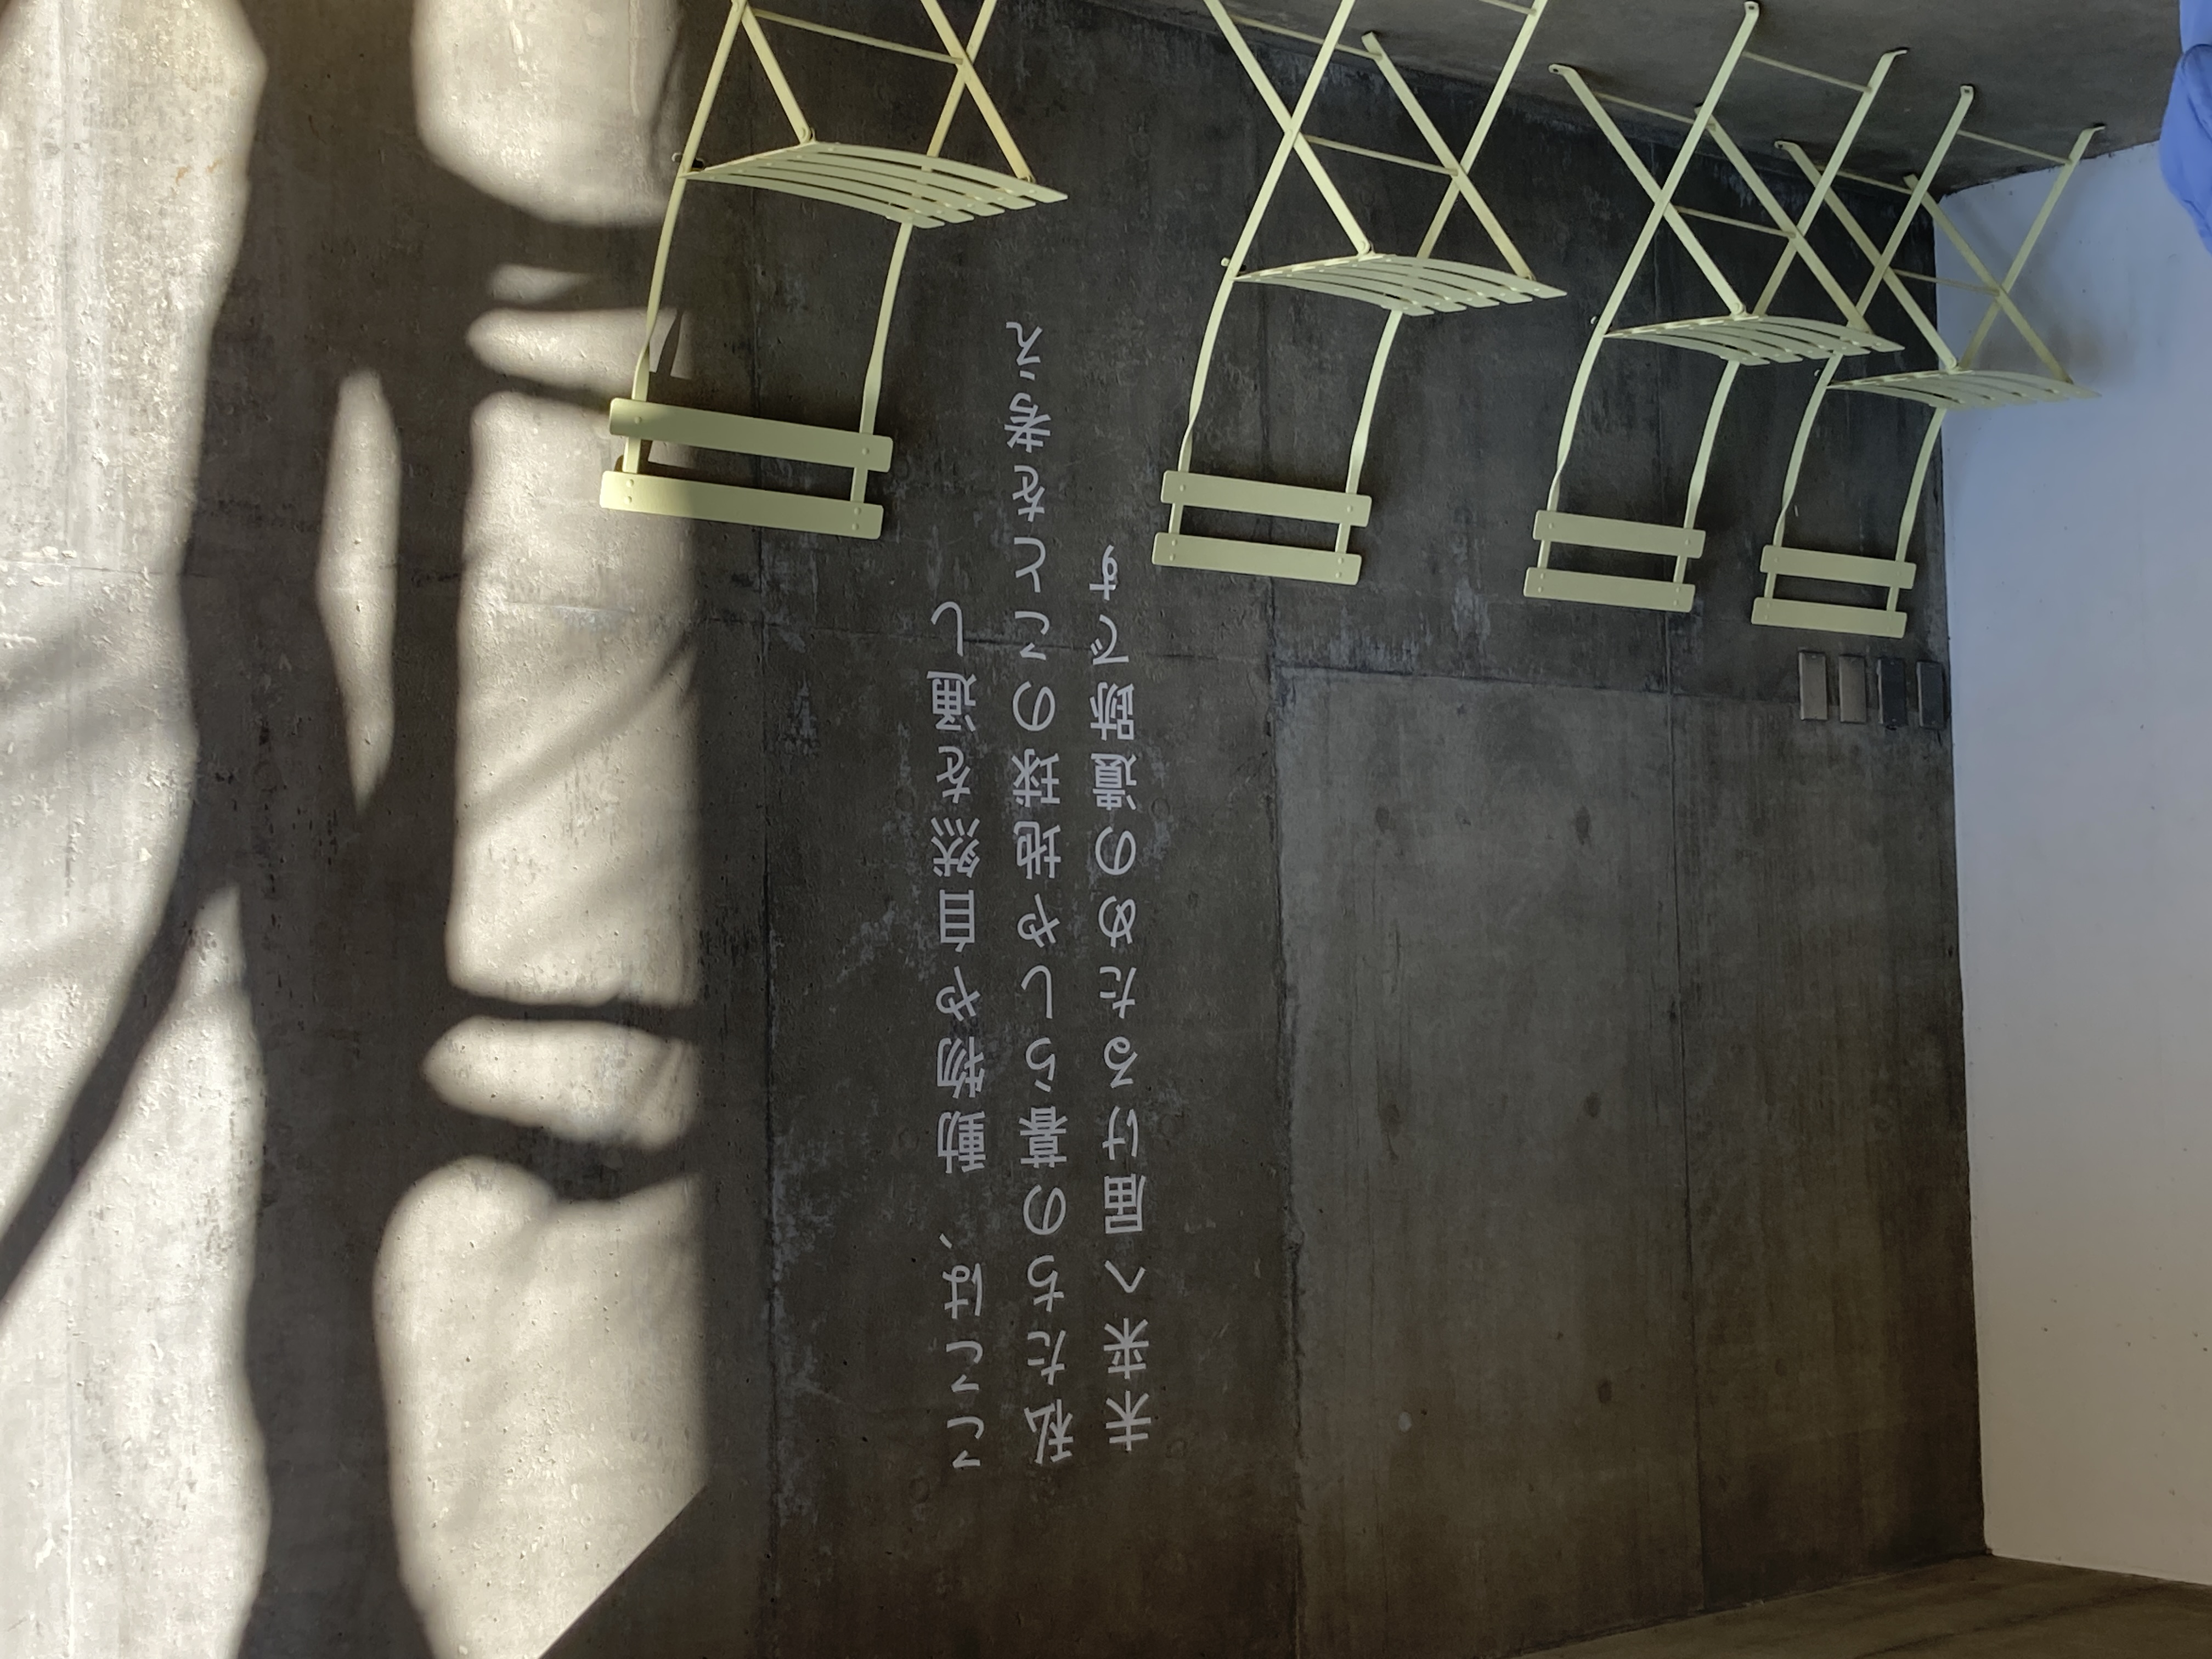 ここは、動物や自然を通し
私たちの暮らしや地球のことを考え
未来へ届けるための遺跡です